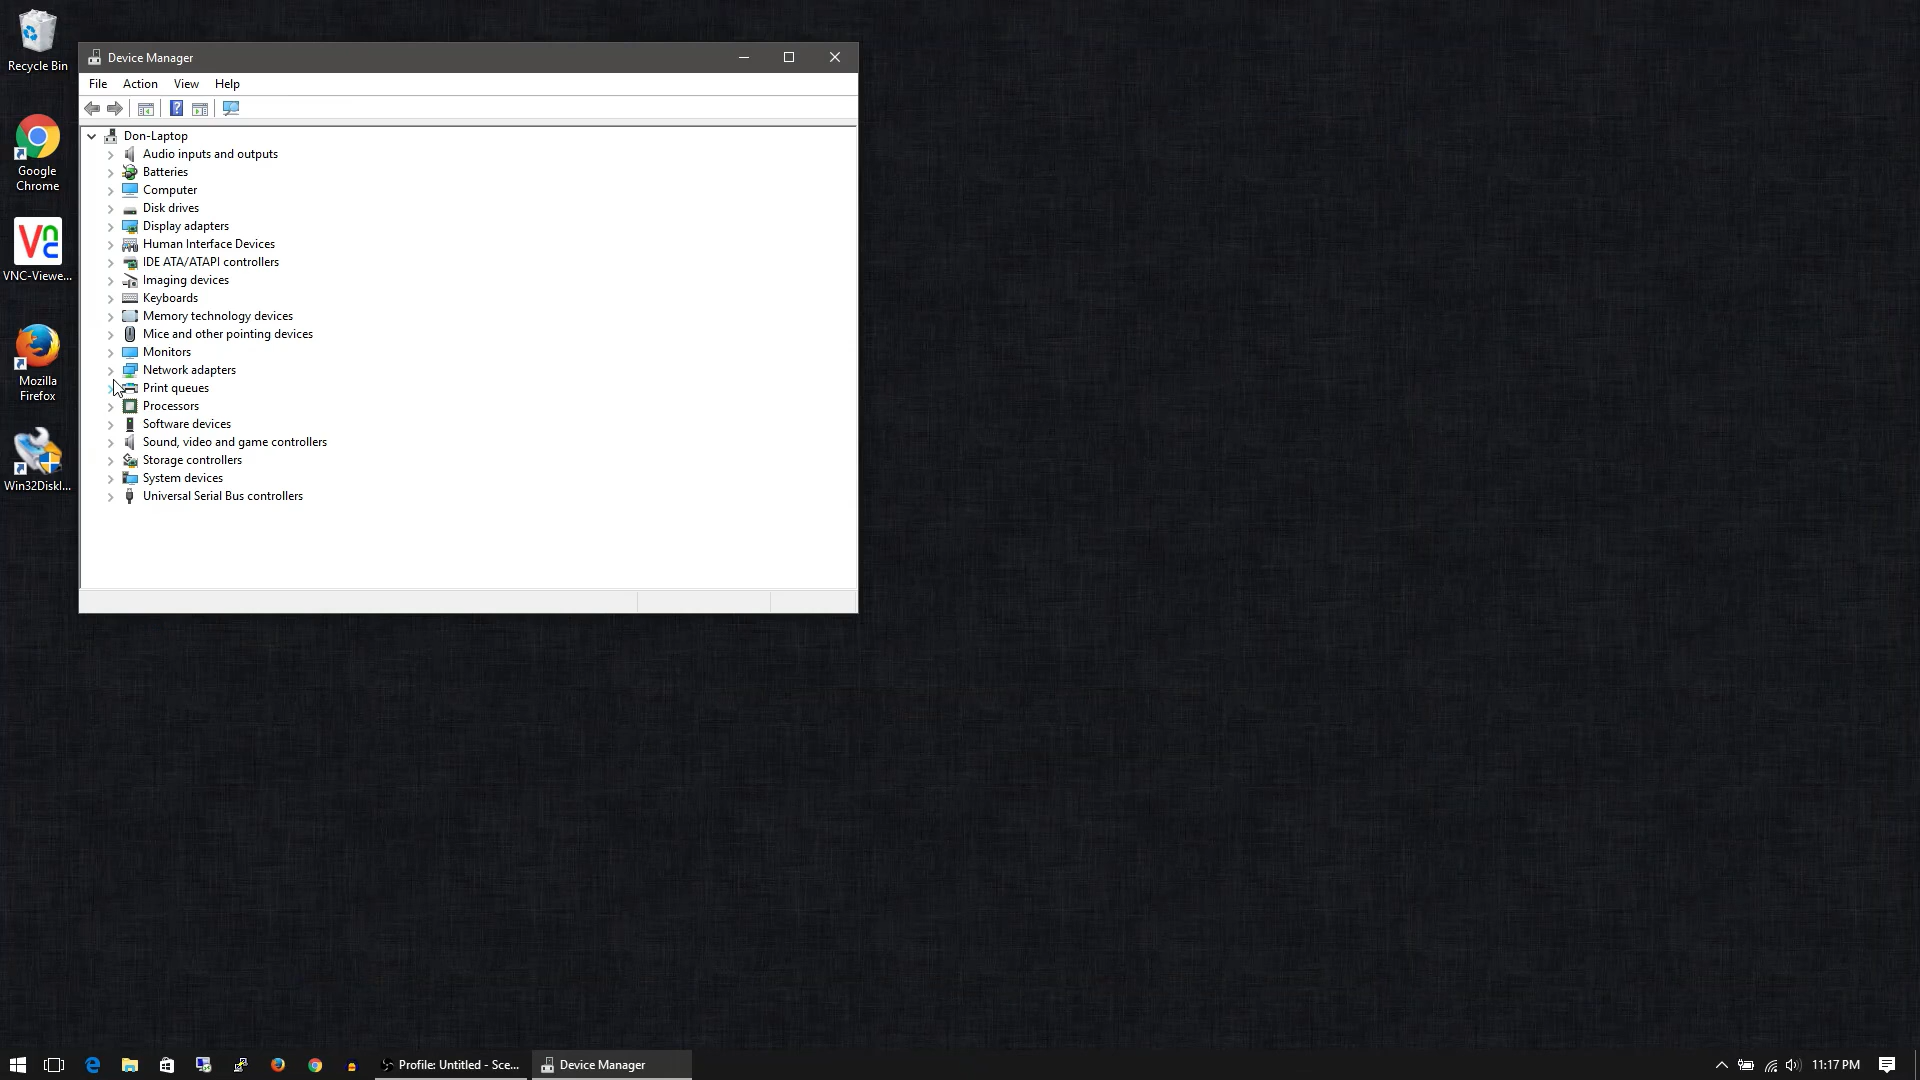 Recycle Bin
Google
Chrome
VNC-Viewe...
Mozilla
Firefox
Win32DiskI...
Device Manager
File Action View Help
Don-Laptop
Audio inputs and outputs
Batteries
Computer
Disk drives
Display adapters
Human Interface Devices
IDE ATA/ATAPI controllers
Imaging devices
Keyboards
Memory technology devices
Mice and other pointing devices
Monitors
Network adapters
Print queues
Processors
Software devices
Sound, video and game controllers
Storage controllers
System devices
Universal Serial Bus controllers
Profile: Untitled - Sce... Device Manager 11:17 PM